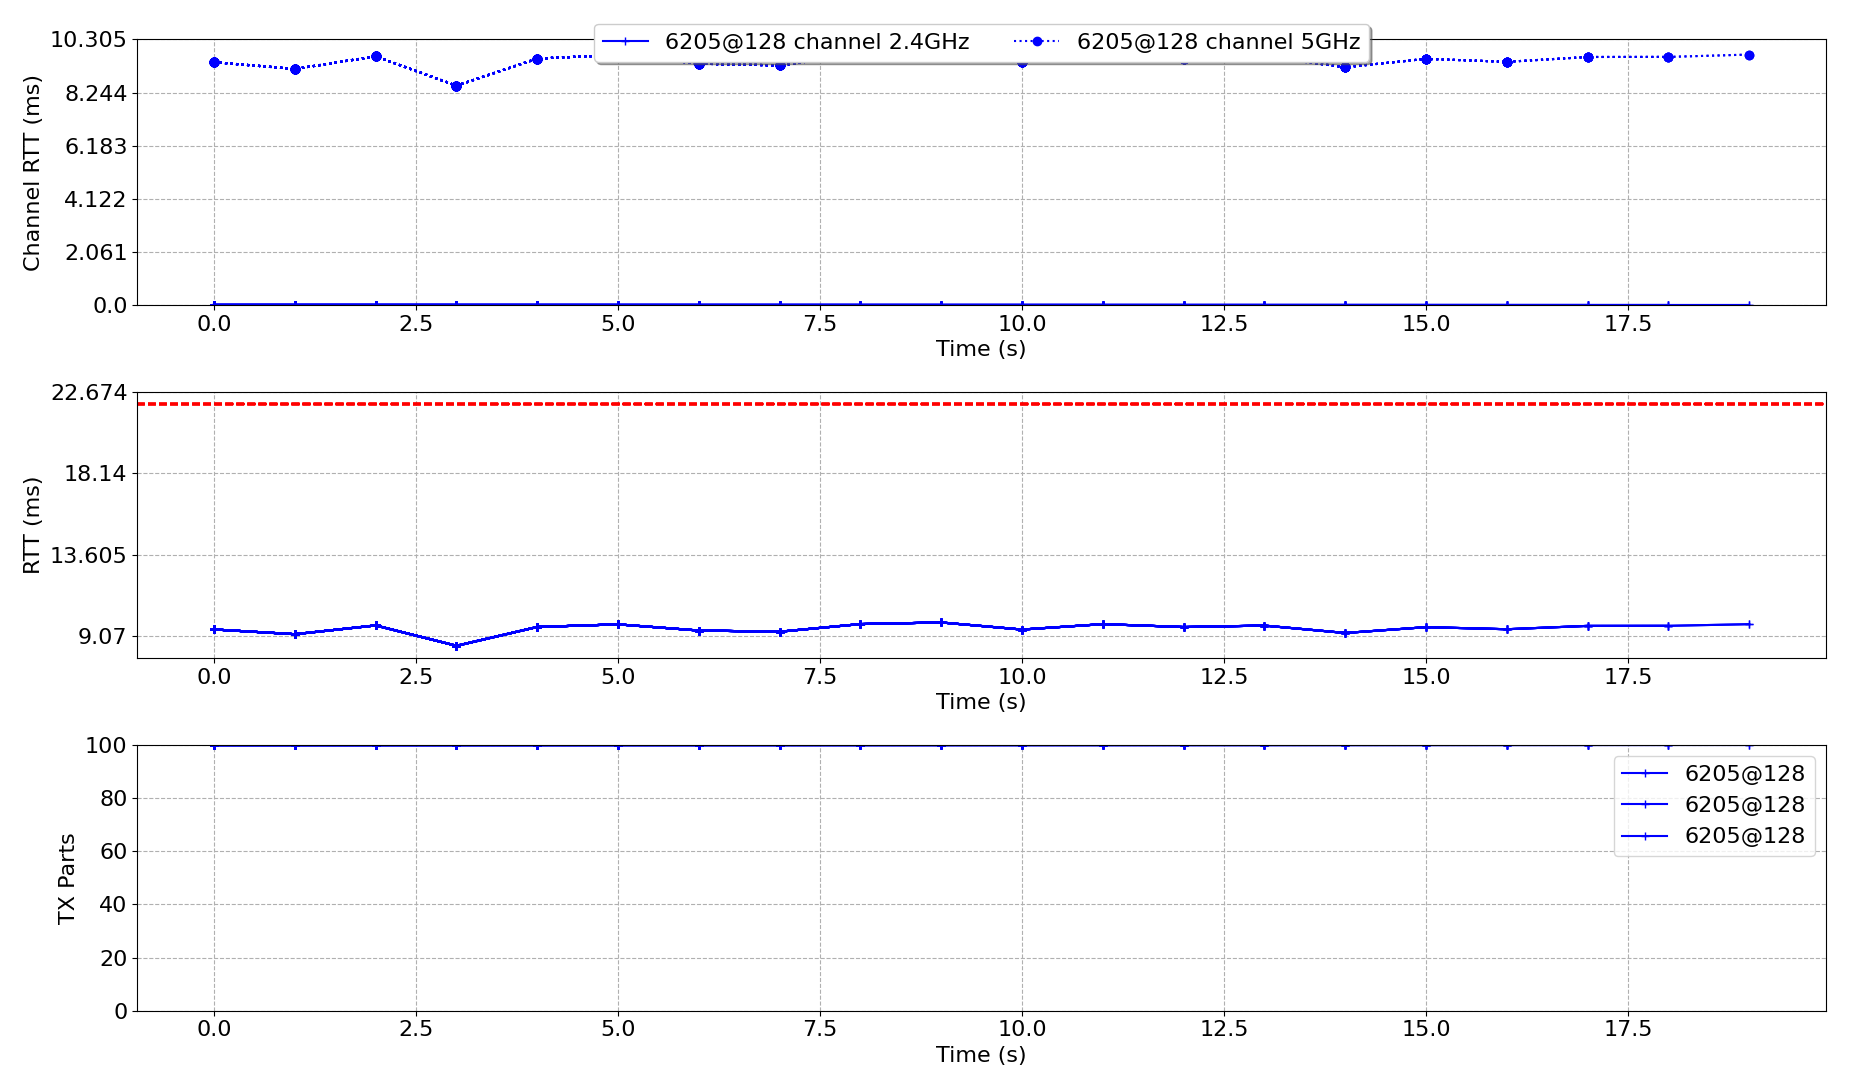 6205@128 channel 2.4GHz 6205@128 channel 5GHz
10.305
8.244
6.183
4.122
2.061
0.0
Channel RTT (ms)
0.0 2.5 5.0 7.5 10.0 12.5 15.0 17.5
Time (s)
22.674
18.14
13.605
9.07
RTT (ms)
0.0 2.5 5.0 7.5 10.0 12.5 15.0 17.5
Time (s)
100
80
60
40
20
0
TX Parts
6205@128
6205@128
6205@128
0.0 2.5 5.0 7.5 10.0 12.5 15.0 17.5
Time (s)